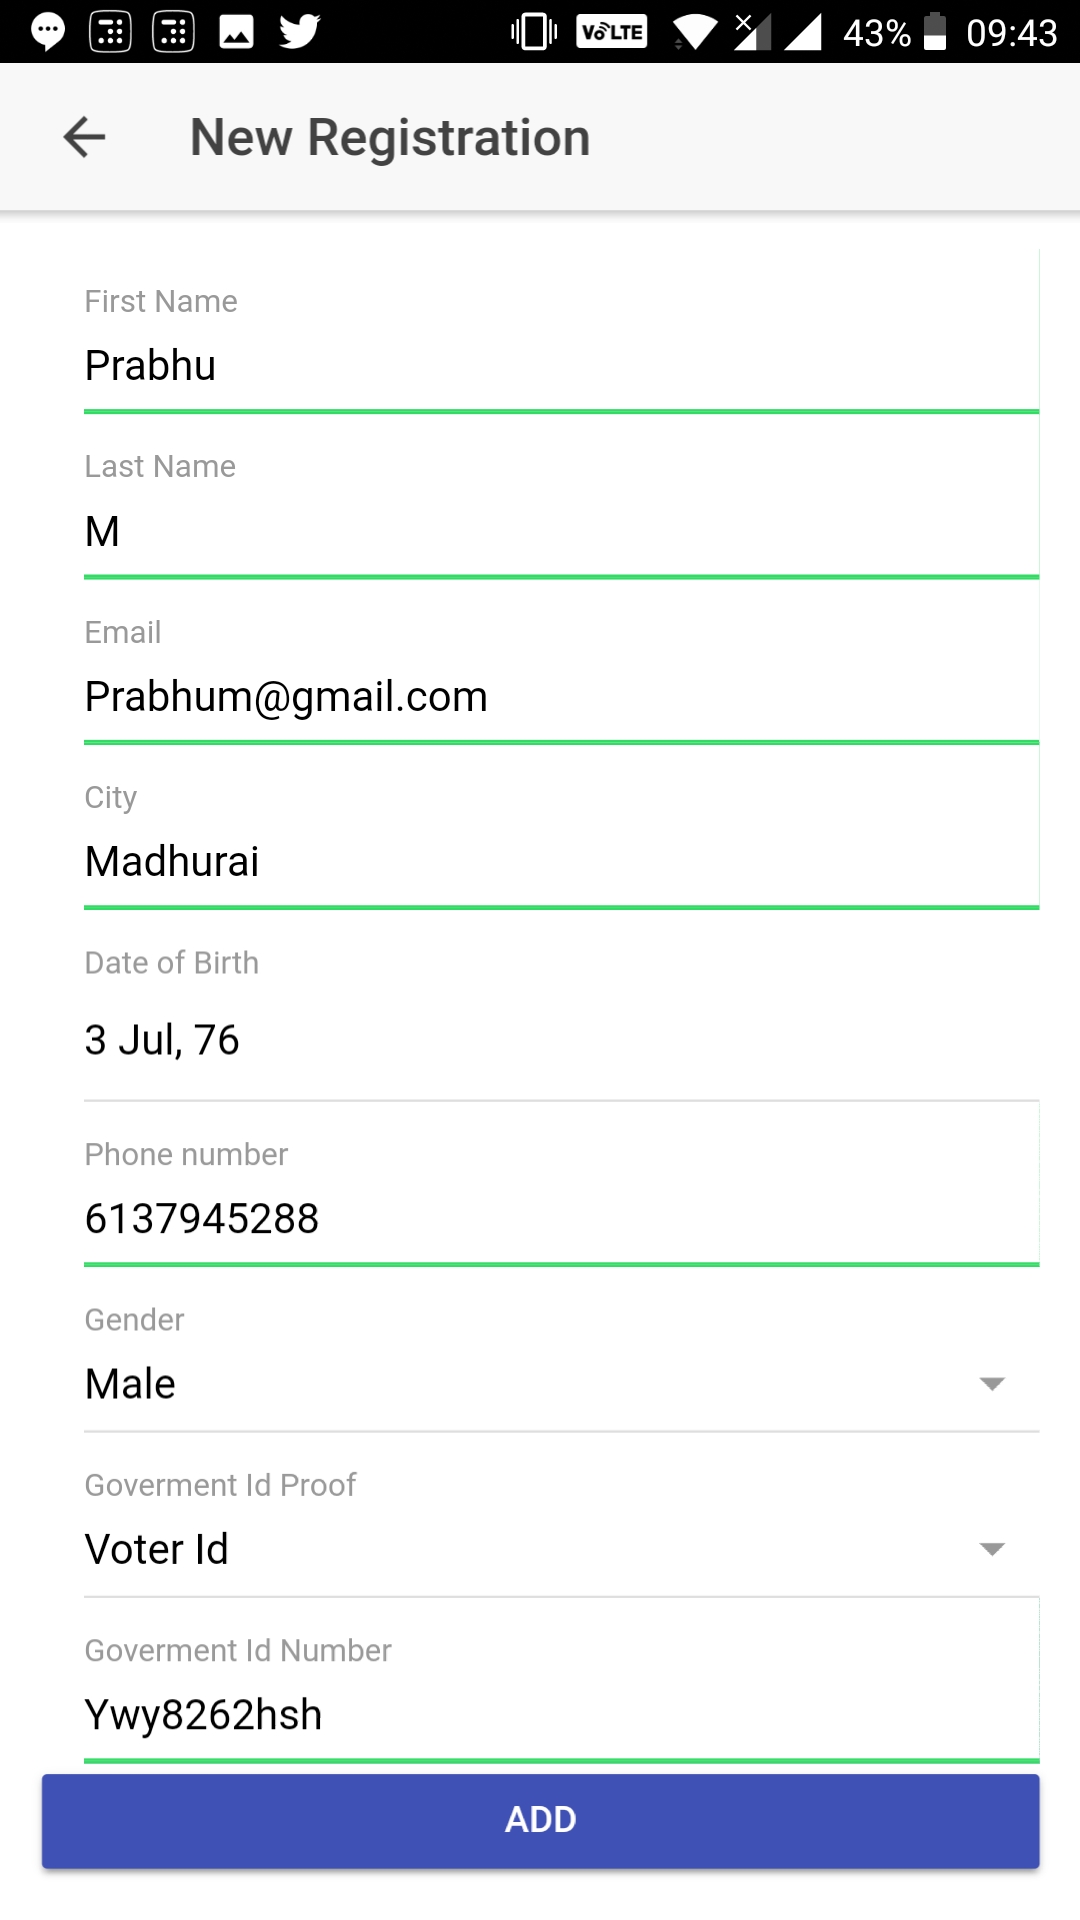 VoLTE 43% 09:43
New Registration
First Name
Prabhu
Last Name
M
Email
Prabhum@gmail.com
City
Madhurai
Date of Birth
3 Jul, 76
Phone number
6137945288
Gender
Male
Goverment Id Proof
Voter Id
Goverment Id Number
Ywy8262hsh
ADD